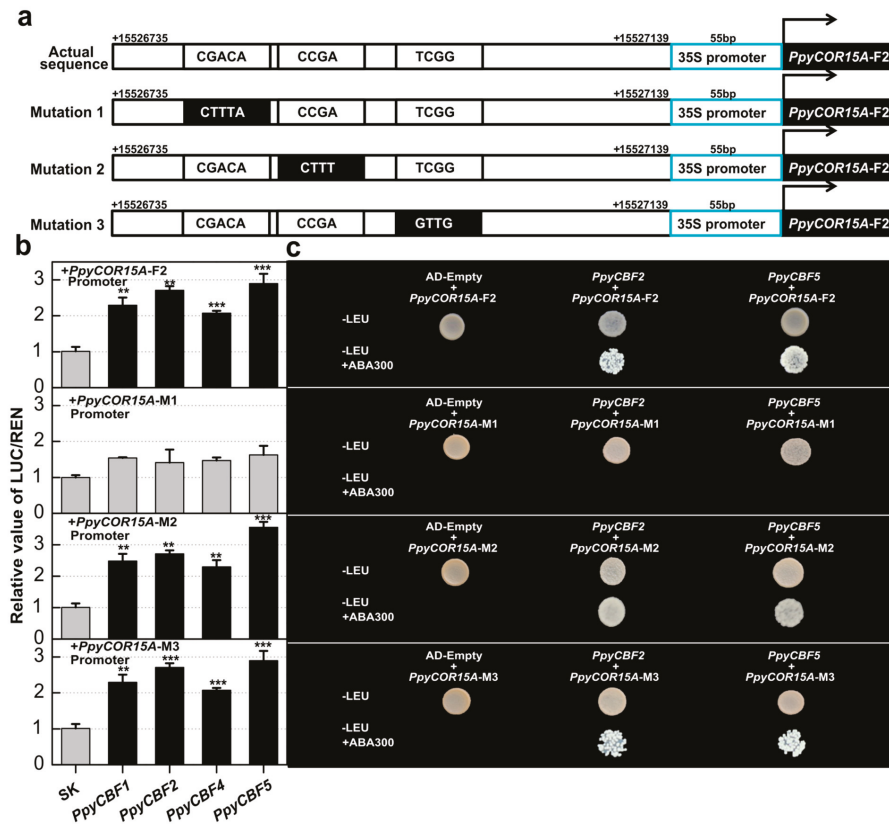 a
+15526735 +15527139 55bp
Actual sequence CGACA CCGA TCGG 35S promoter PpyCOR15A-F2
+15526735 +15527139 55bp
Mutation 1 CTTTA CCGA TCGG 35S promoter PpyCOR15A-F2
+15526735 +15527139 55bp
Mutation 2 CGACA CTTT TCGG 35S promoter PpyCOR15A-F2
+15526735 +15527139 55bp
Mutation 3 CGACA CCGA GTTG 35S promoter PpyCOR15A-F2
b
Relative value of LUC/REN
+PpyCOR15A-F2
Promoter
** ** *** ***
3
2
1
0
+PpyCOR15A-M1
Promoter
3
2
1
0
+PpyCOR15A-M2
Promoter
** ** ** ***
3
2
1
0
+PpyCOR15A-M3
Promoter
** *** *** ***
3
2
1
0
SK PpyCBF1 PpyCBF2 PpyCBF4 PpyCBF5
c
AD-Empty PpyCBF2 PpyCBF5
+ + +
PpyCOR15A-F2 PpyCOR15A-F2 PpyCOR15A-F2
-LEU
-LEU
+ABA300
AD-Empty PpyCBF2 PpyCBF5
+ + +
PpyCOR15A-M1 PpyCOR15A-M1 PpyCOR15A-M1
-LEU
-LEU
+ABA300
AD-Empty PpyCBF2 PpyCBF5
+ + +
PpyCOR15A-M2 PpyCOR15A-M2 PpyCOR15A-M2
-LEU
-LEU
+ABA300
AD-Empty PpyCBF2 PpyCBF5
+ + +
PpyCOR15A-M3 PpyCOR15A-M3 PpyCOR15A-M3
-LEU
-LEU
+ABA300